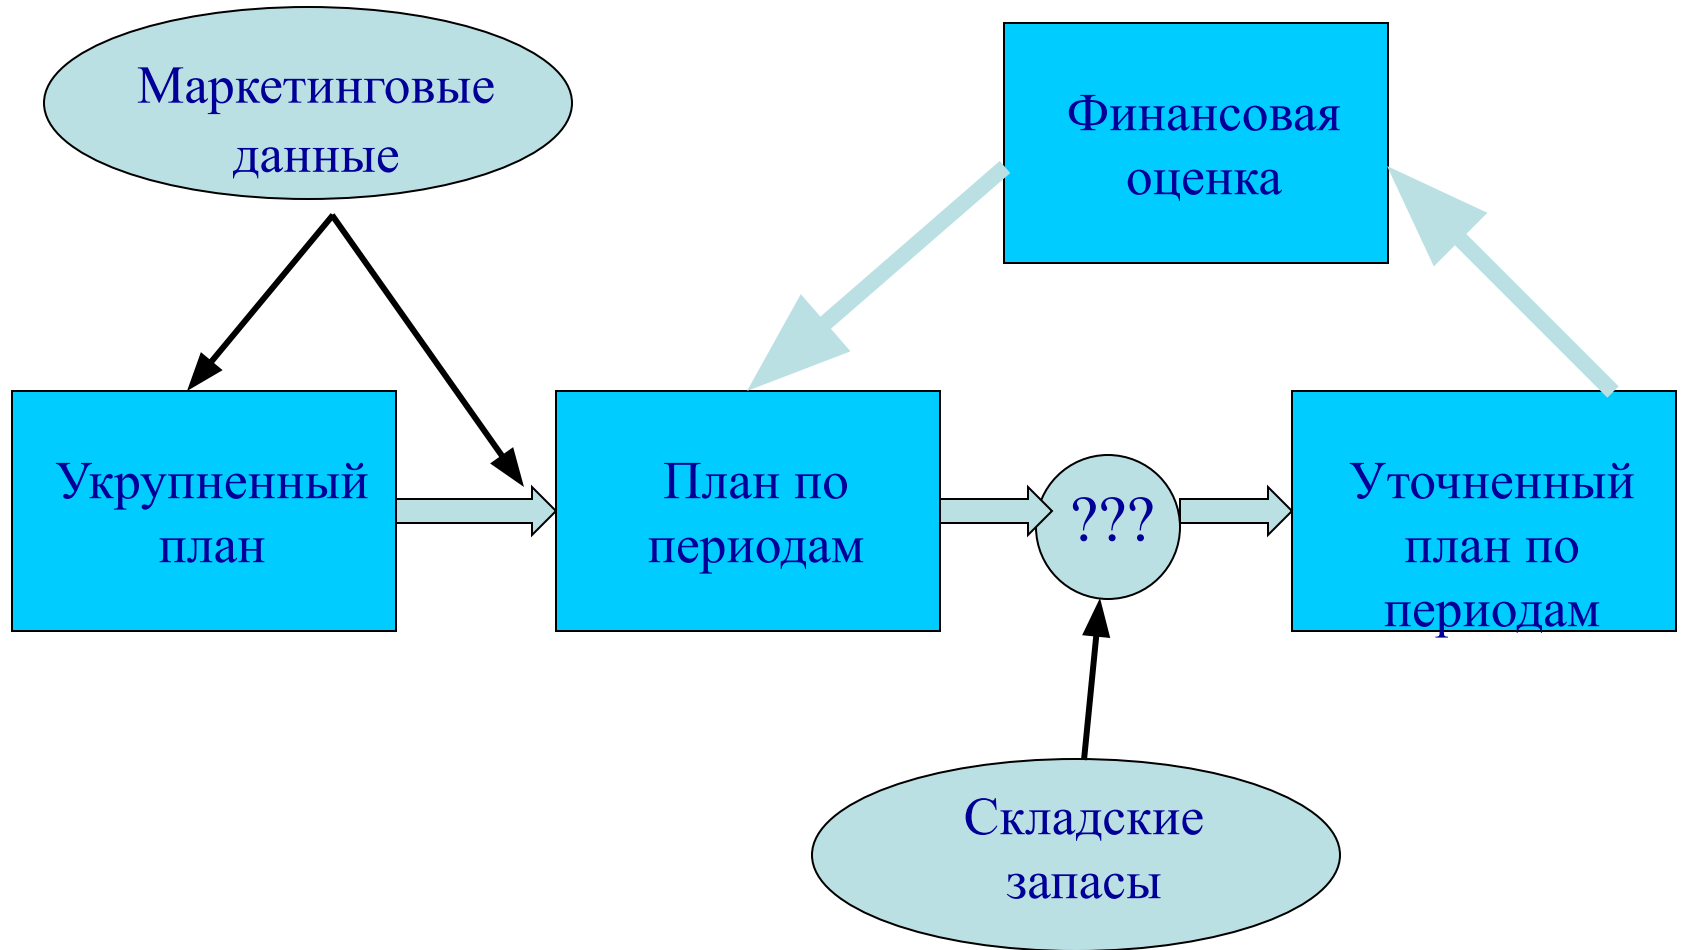 Маркетинговые
данные
Финансовая
оценка
Укрупненный
план
План по
периодам
???
Уточненный
план по
периодам
Складские
запасы